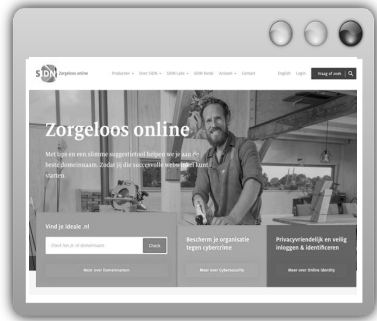 SIDN Zorgeloos online
Producten Over SIDN SIDN Labs SIDN fonds Actueel Contact English Login Vraag of zoek
Zorgeloos online
Met tips en een slimme suggestietool helpen we je aan de
beste domeinnaam. Zodat jij die succesvolle webwinkel kunt
starten.
Vind je ideale .nl
Check
Meer over Domeinnamen
Bescherm je organisatie
tegen cybercrime
Meer over Cybersecurity
Privacyvriendelijk en veilig
inloggen & identificeren
Meer over Online Identity